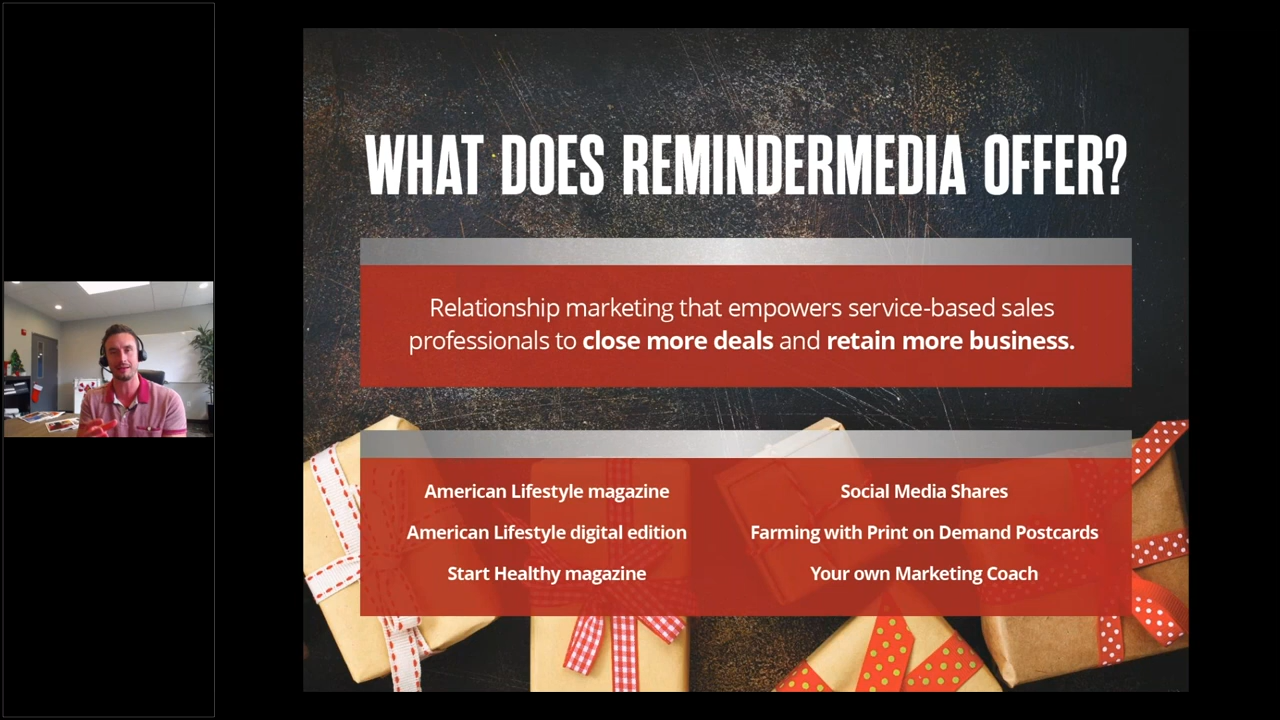 WHAT DOES REMINDERMEDIA OFFER?
Relationship marketing that empowers service-based sales
professionals to close more deals and retain more business.
American Lifestyle magazine
American Lifestyle digital edition
Start Healthy magazine
Social Media Shares
Farming with Print on Demand Postcards
Your own Marketing Coach